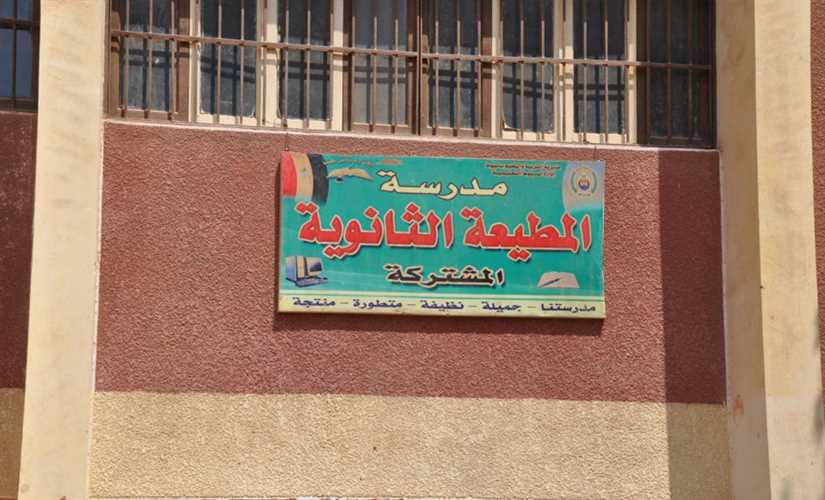 مدرسة
المطيعة الثانوية
المشتركة
مدرستنا - جميلة - نظيفة - متطورة - منتجة